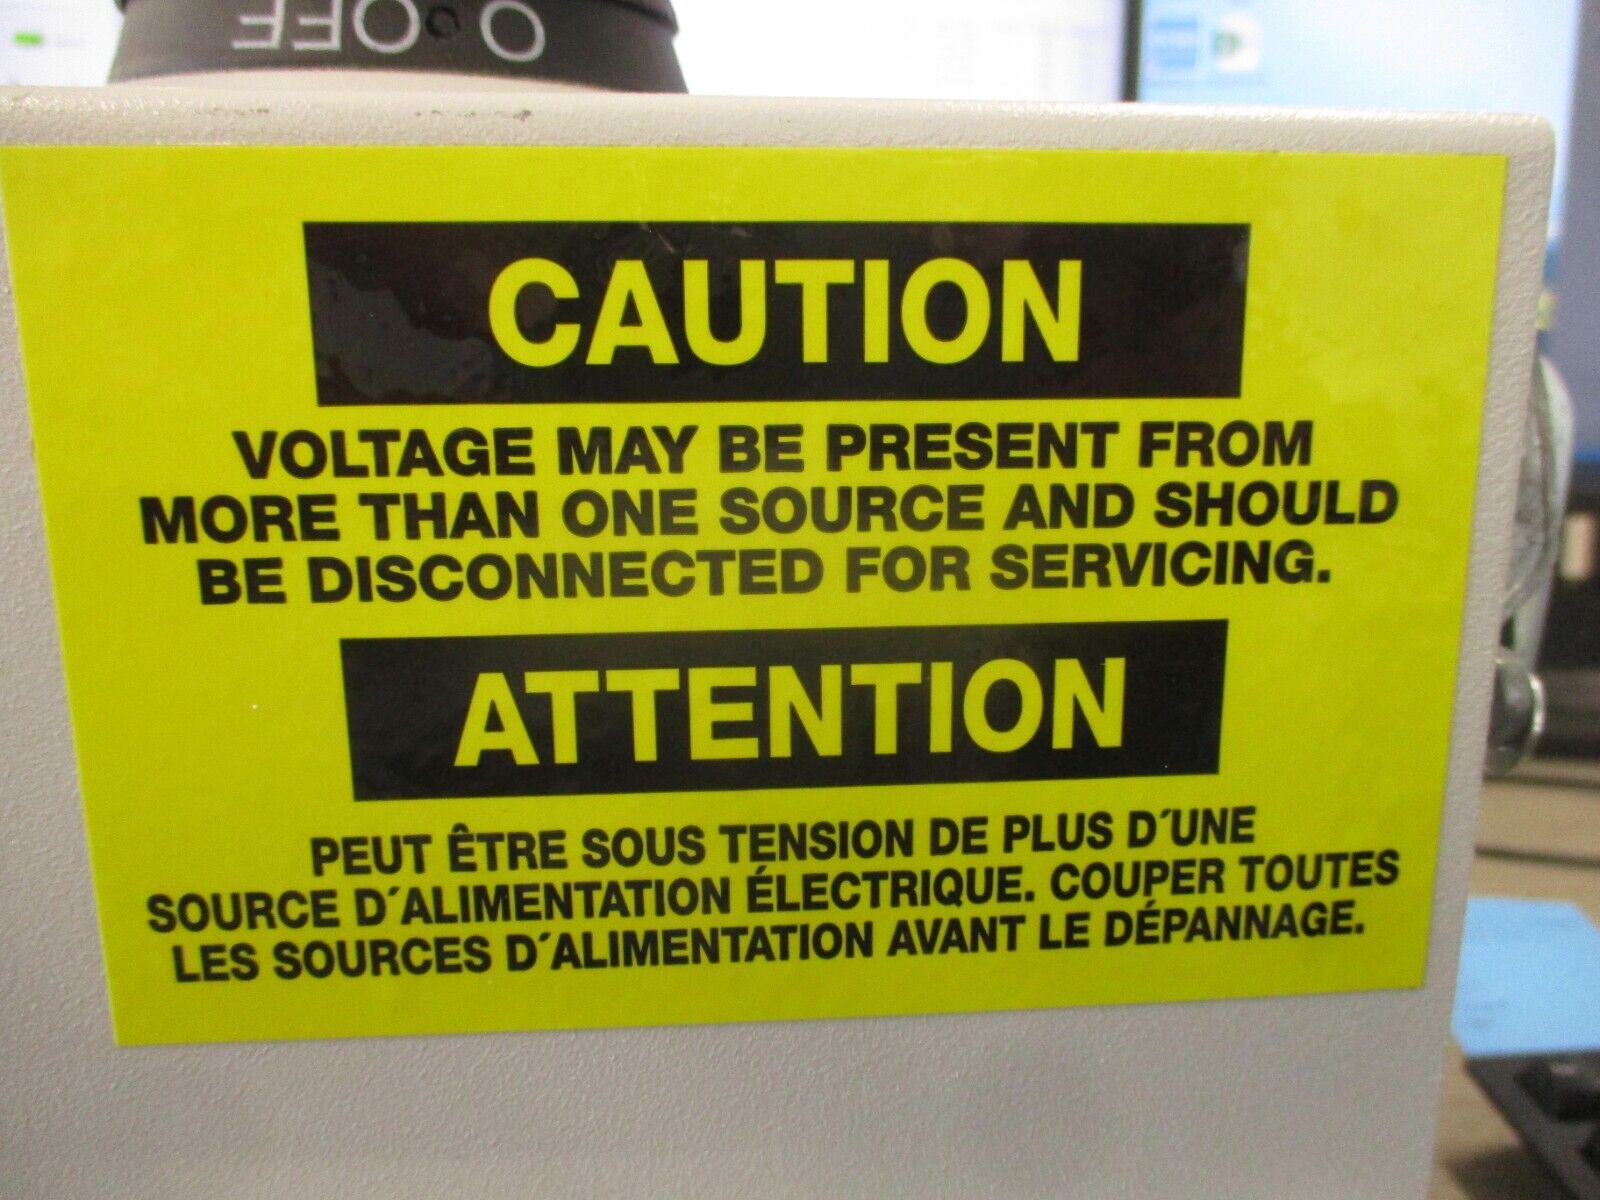 O OFF
CAUTION
VOLTAGE MAY BE PRESENT FROM
MORE THAN ONE SOURCE AND SHOULD
BE DISCONNECTED FOR SERVICING.
ATTENTION
PEUT ÊTRE SOUS TENSION DE PLUS D´UNE
SOURCE D´ALIMENTATION ÉLECTRIQUE. COUPER TOUTES
LES SOURCES D´ALIMENTATION AVANT LE DÉPANNAGE.